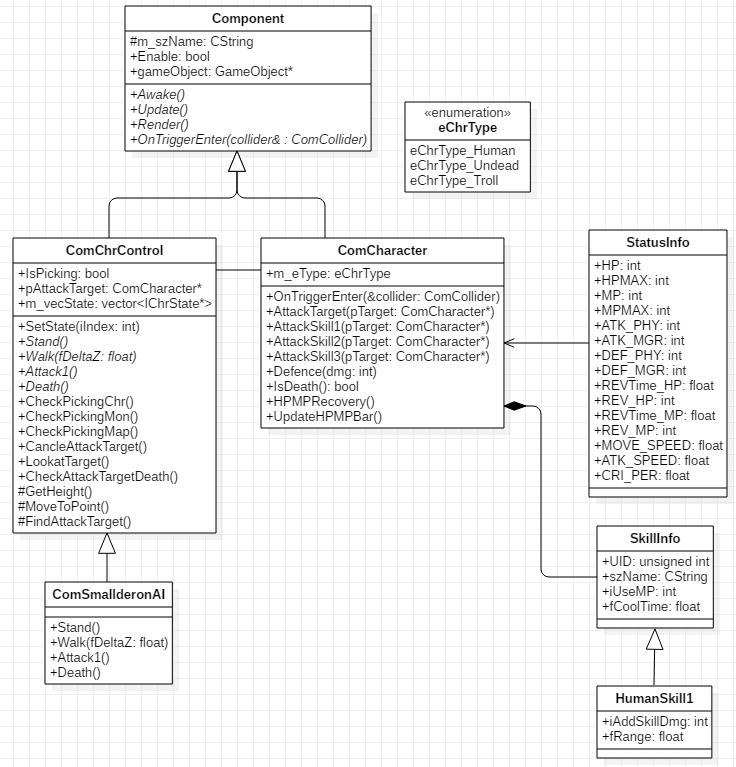 Component
#m_szName: CString
+Enable: bool
+gameObject: GameObject*
+Awake()
+Update()
+Render()
+OnTriggerEnter(collider& : ComCollider)
«enumeration»
eChrType
eChrType_Human
eChrType_Undead
eChrType_Troll
ComChrControl
+IsPicking: bool
+pAttackTarget: ComCharacter*
+m_vecState: vector<IChrState*>
+SetState(iIndex: int)
+Stand()
+Walk(fDeltaZ: float)
+Attack1()
+Death()
+CheckPickingChr()
+CheckPickingMon()
+CheckPickingMap()
+CancleAttackTarget()
+LookatTarget()
+CheckAttackTargetDeath()
#GetHeight()
#MoveToPoint()
#FindAttackTarget()
ComCharacter
+m_eType: eChrType
+OnTriggerEnter(&collider: ComCollider)
+AttackTarget(pTarget: ComCharacter*)
+AttackSkill1(pTarget: ComCharacter*)
+AttackSkill2(pTarget: ComCharacter*)
+AttackSkill3(pTarget: ComCharacter*)
+Defence(dmg: int)
+IsDeath(): bool
+HPMPRecovery()
+UpdateHPMPBar()
StatusInfo
+HP: int
+HPMAX: int
+MP: int
+MPMAX: int
+ATK_PHY: int
+ATK_MGR: int
+DEF_PHY: int
+DEF_MGR: int
+REVTime_HP: float
+REV_HP: int
+REVTime_MP: float
+REV_MP: int
+MOVE_SPEED: float
+ATK_SPEED: float
+CRI_PER: float
ComSmallderonAI
+Stand()
+Walk(fDeltaZ: float)
+Attack1()
+Death()
SkillInfo
+UID: unsigned int
+szName: CString
+iUseMP: int
+fCoolTime: float
HumanSkill1
+iAddSkillDmg: int
+fRange: float